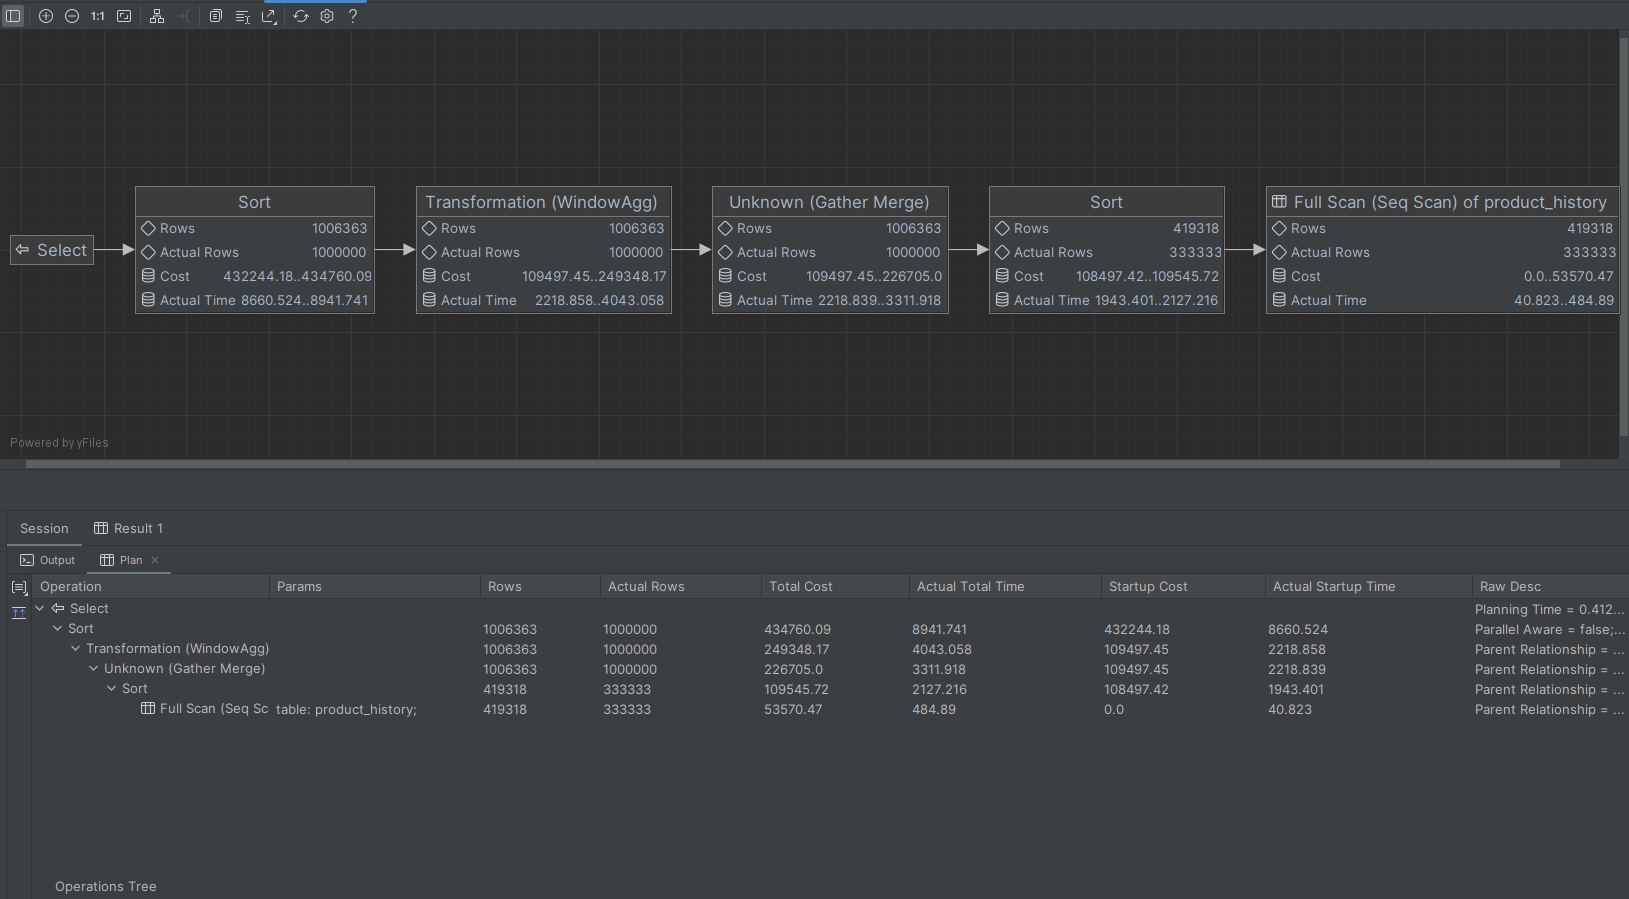 1:1
?
Select
Sort
Rows 1006363
Actual Rows 1000000
Cost 432244.18..434760.09
Actual Time 8660.524..8941.741
Transformation (WindowAgg)
Rows 1006363
Actual Rows 1000000
Cost 109497.45..249348.17
Actual Time 2218.858..4043.058
Unknown (Gather Merge)
Rows 1006363
Actual Rows 1000000
Cost 109497.45..226705.0
Actual Time 2218.839..3311.918
Sort
Rows 419318
Actual Rows 333333
Cost 108497.42..109545.72
Actual Time 1943.401..2127.216
Full Scan (Seq Scan) of product_history
Rows 419318
Actual Rows 333333
Cost 0.0..53570.47
Actual Time 40.823..484.89
Powered by yFiles
Session Result 1
Output Plan
Operation Params Rows Actual Rows Total Cost Actual Total Time Startup Cost Actual Startup Time Raw Desc
Select Planning Time = 0.412...
Sort 1006363 1000000 434760.09 8941.741 432244.18 8660.524 Parallel Aware = false;...
Transformation (WindowAgg) 1006363 1000000 249348.17 4043.058 109497.45 2218.858 Parent Relationship = ...
Unknown (Gather Merge) 1006363 1000000 226705.0 3311.918 109497.45 2218.839 Parent Relationship = ...
Sort 419318 333333 109545.72 2127.216 108497.42 1943.401 Parent Relationship = ...
Full Scan (Seq Sc table: product_history; 419318 333333 53570.47 484.89 0.0 40.823 Parent Relationship = ...
Operations Tree